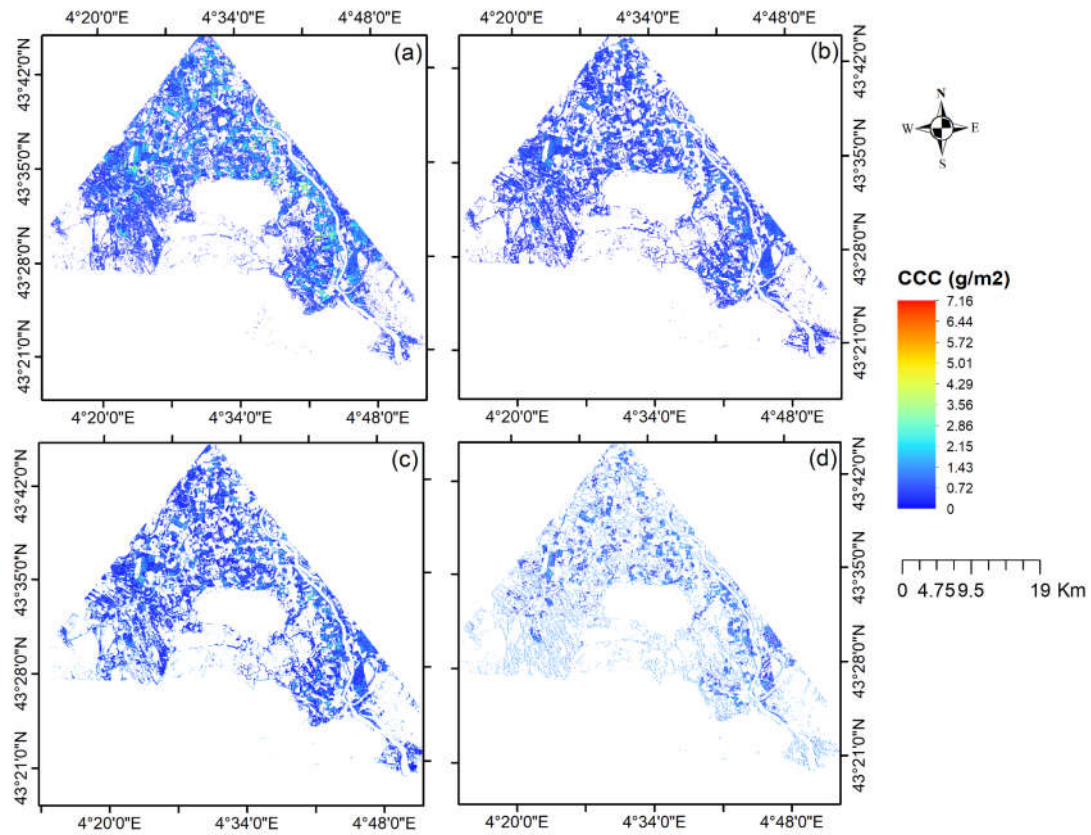 4°20'0"E 4°34'0"E 4°48'0"E 4°20'0"E 4°34'0"E 4°48'0"E
(a) (b)
43°42'0"N 43°42'0"N
43°35'0"N 43°35'0"N
43°28'0"N 43°28'0"N
43°21'0"N 43°21'0"N
4°20'0"E 4°34'0"E 4°48'0"E 4°20'0"E 4°34'0"E 4°48'0"E
(c) (d)
43°42'0"N 43°42'0"N
43°35'0"N 43°35'0"N
43°28'0"N 43°28'0"N
43°21'0"N 43°21'0"N
4°20'0"E 4°34'0"E 4°48'0"E 4°20'0"E 4°34'0"E 4°48'0"E
N
W E
S
CCC (g/m2)
7.16
6.44
5.72
5.01
4.29
3.56
2.86
2.15
1.43
0.72
0
0 4.75 9.5 19 Km